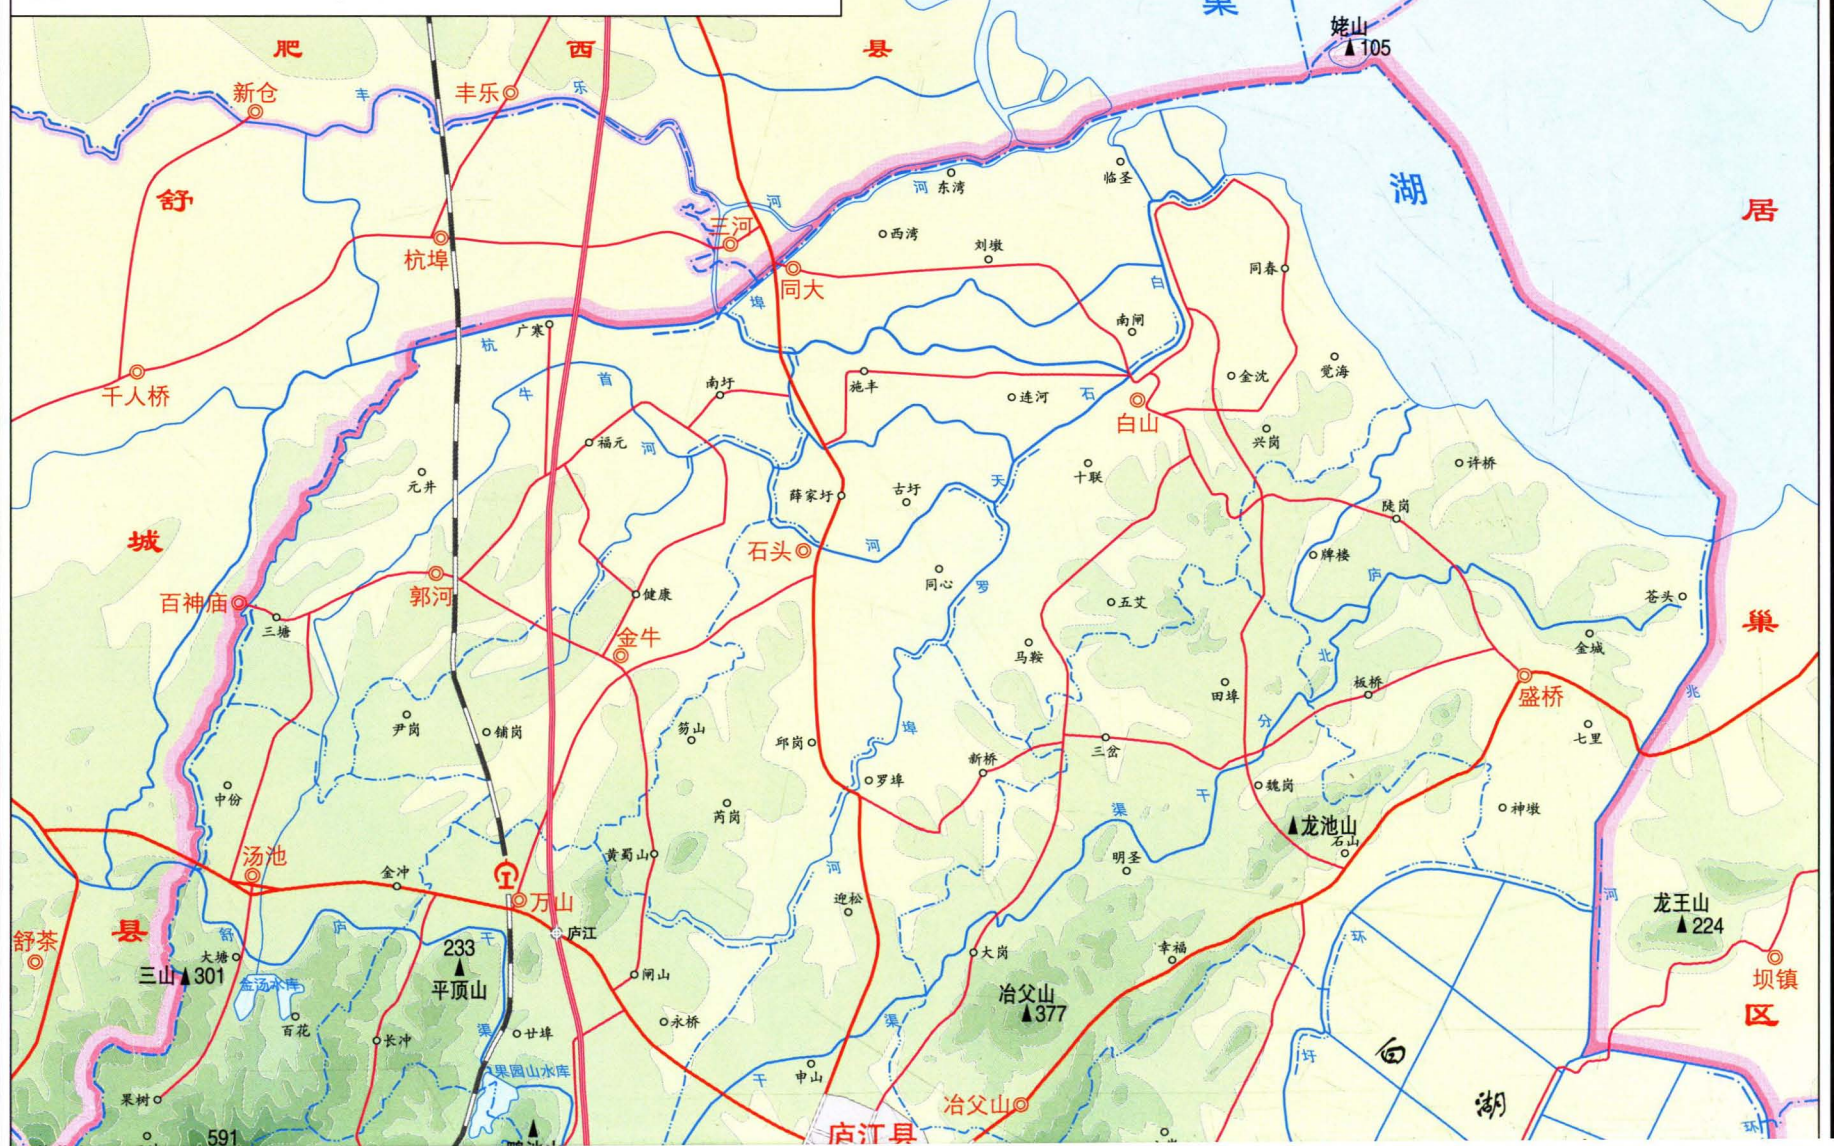 巢
姥山
105
肥
西
县
新仓
丰
丰乐
乐
舒
湖
居
临圣
河
东湾
河
三河
西湾
刘墩
同春
杭埠
同大
埠
白
广寒
杭
南闸
千人桥
牛
首
南圩
施丰
连河
石
白山
金沈
觉海
福元
河
兴岗
元井
十联
许桥
天
薛家圩
古圩
陡岗
城
石头
河
牌楼
同心
罗
庐
百神庙
三塘
郭河
健康
五艾
苍头
金牛
马鞍
北
金城
巢
田埠
板桥
盛桥
兆
尹岗
铺岗
笏山
邱岗
埠
分
七里
三岔
新桥
罗埠
中份
芮岗
渠
干
魏岗
神墩
龙池山
石山
汤池
金冲
黄蜀山
河
明圣
万山
迎松
河
龙王山
224
县
舒
庐
干
庐江
环
舒茶
大塘
233
平顶山
闸山
大岗
幸福
坝镇
三山
301
金汤水库
冶父山
377
百花
渠
廿埠
永桥
渠
区
长冲
白
圩
果园山水库
申山
干
果树
冶父山
湖
591
庐江县
环